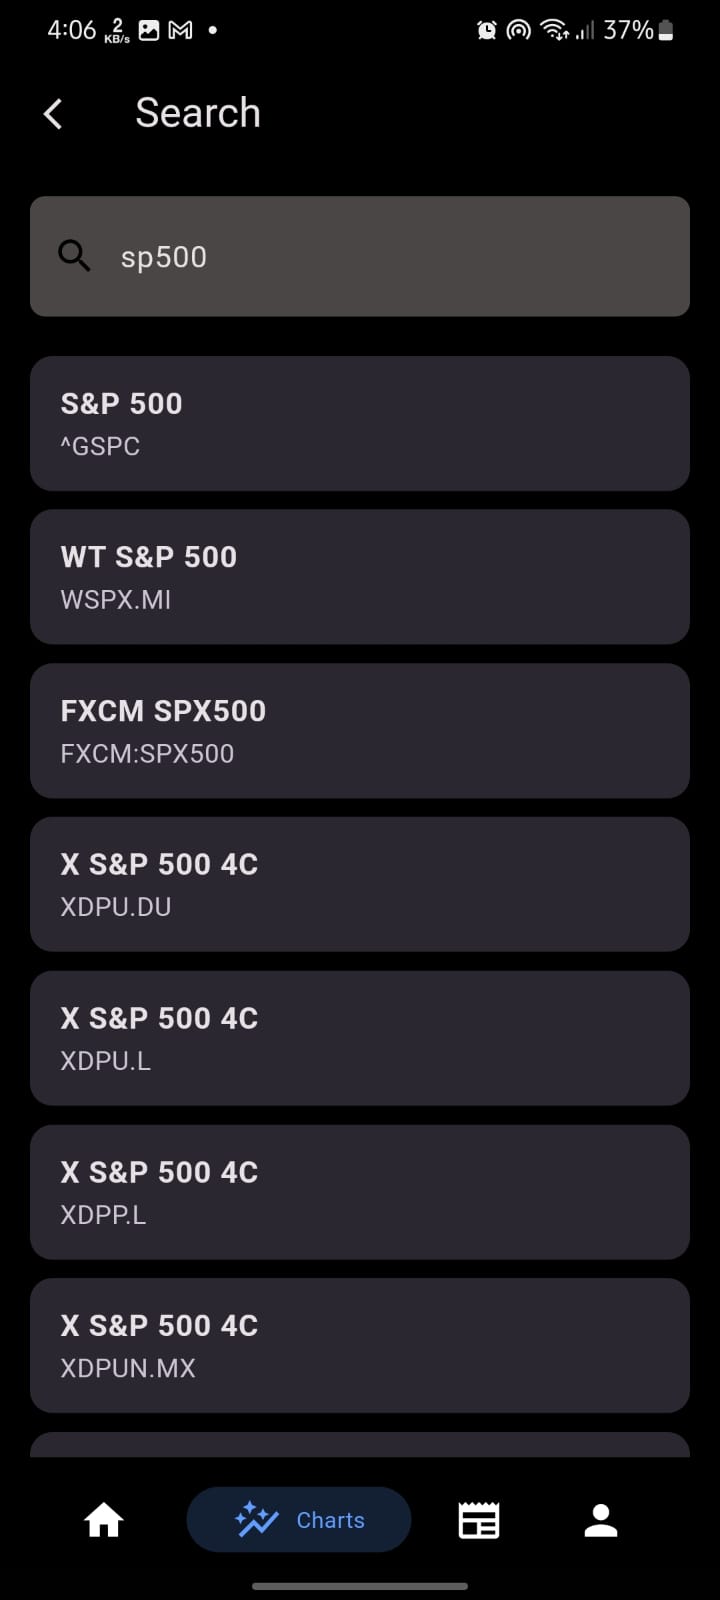 4:06 2 KB/s 37%
Search
sp500
S&P 500
^GSPC
WT S&P 500
WSPX.MI
FXCM SPX500
FXCM:SPX500
X S&P 500 4C
XDPU.DU
X S&P 500 4C
XDPU.L
X S&P 500 4C
XDPP.L
X S&P 500 4C
XDPUN.MX
Charts